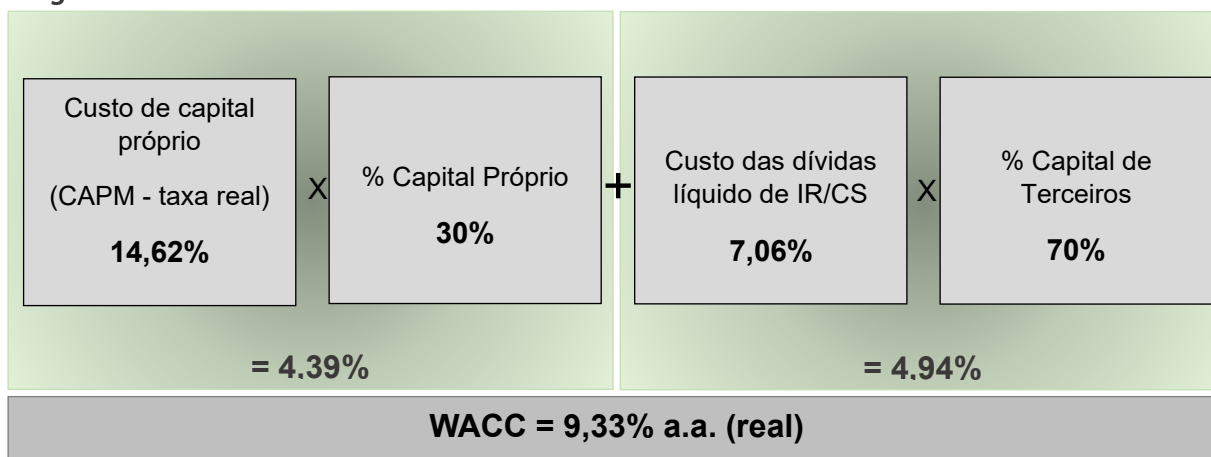 Custo de capital
próprio
(CAPM - taxa real)
14,62%
X
% Capital Próprio
30%
+
Custo das dívidas
líquido de IR/CS
7,06%
X
% Capital de
Terceiros
70%
= 4,39%
= 4,94%
WACC = 9,33% a.a. (real)